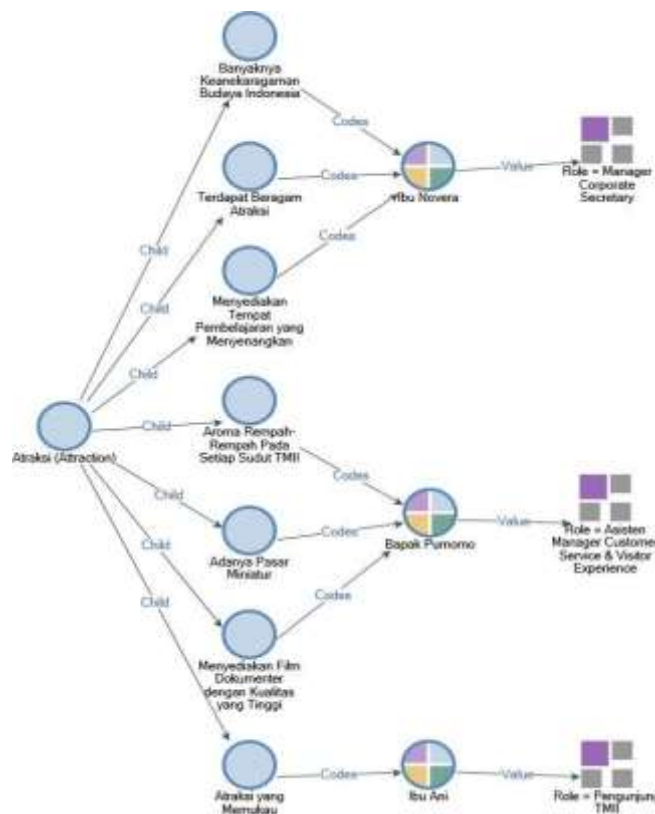 Banyaknya
Keanekaragaman
Budaya Indonesia
Codes
Codes
Value
Ibu Novera
Role = Manager
Corporate
Secretary
Terdapat Beragam
Atraksi
Codes
Child
Child
Menyediakan
Tempat
Pembelajaran yang
Menyenangkan
Child
Atraksi (Attraction)
Child
Aroma Rempah-
Rempah Pada
Setiap Sudut TMII
Codes
Child
Codes
Value
Bapak Purnomo
Role = Asisten
Manager Customer
Service & Visitor
Experience
Adanya Pasar
Miniatur
Child
Codes
Child
Menyediakan Film
Dokumenter
dengan Kualitas
yang Tinggi
Codes
Value
Atraksi yang
Memukau
Ibu Ani
Role = Pengunjung
TMII